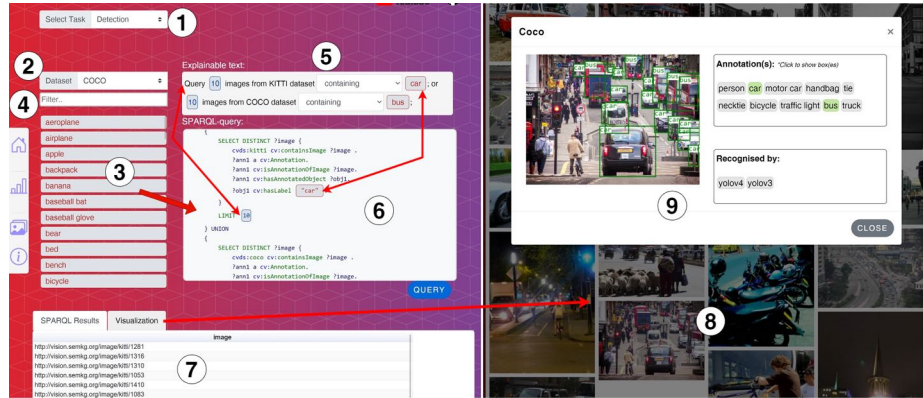 Select Task Detection
1
2
Dataset COCO
4
Filter..
aeroplane
airplane
apple
backpack
banana
baseball bat
baseball glove
bear
bed
bench
bicycle
3
5
Explainable text:
Query 10 images from KITTI dataset containing car ; or
10 images from COCO dataset containing bus ;
SPARQL-query:
{
SELECT DISTINCT ?image {
cvds:kitti cv:containsImage ?image .
?ann1 a cv:Annotation.
?ann1 cv:isAnnotationOfImage ?image.
?ann1 cv:hasAnnotatedObject ?obj1.
?obj1 cv:hasLabel "car"
}
LIMIT 10
} UNION
{
SELECT DISTINCT ?image {
cvds:coco cv:containsImage ?image .
?ann1 a cv:Annotation.
?ann1 cv:isAnnotationOfImage ?image.
6
QUERY
SPARQL Results Visualization
image
http://vision.semkg.org/image/kitti/1281
http://vision.semkg.org/image/kitti/1316
http://vision.semkg.org/image/kitti/1310
http://vision.semkg.org/image/kitti/1053
http://vision.semkg.org/image/kitti/1410
http://vision.semkg.org/image/kitti/1083
7
Coco ×
Annotation(s): *Click to show box(es)
person car motor car handbag tie
necktie bicycle traffic light bus truck
Recognised by:
yolov4 yolov3
9
CLOSE
8